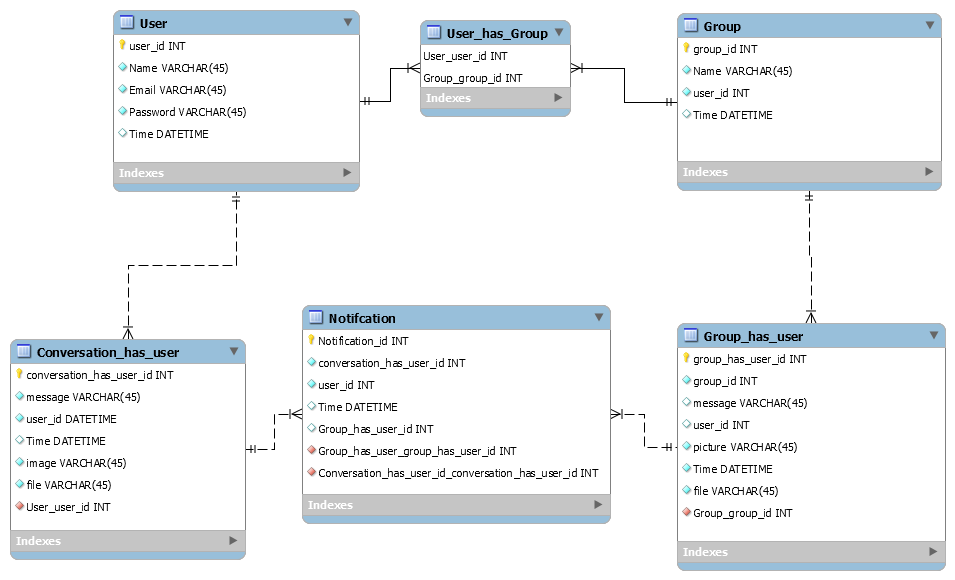 User
user_id INT
Name VARCHAR(45)
Email VARCHAR(45)
Password VARCHAR(45)
Time DATETIME
Indexes
User_has_Group
User_user_id INT
Group_group_id INT
Indexes
Group
group_id INT
Name VARCHAR(45)
user_id INT
Time DATETIME
Indexes
Conversation_has_user
conversation_has_user_id INT
message VARCHAR(45)
user_id DATETIME
Time DATETIME
image VARCHAR(45)
file VARCHAR(45)
User_user_id INT
Indexes
Notifcation
Notification_id INT
conversation_has_user_id INT
user_id INT
Time DATETIME
Group_has_user_id INT
Group_has_user_group_has_user_id INT
Conversation_has_user_id_conversation_has_user_id INT
Indexes
Group_has_user
group_has_user_id INT
group_id INT
message VARCHAR(45)
user_id INT
picture VARCHAR(45)
Time DATETIME
file VARCHAR(45)
Group_group_id INT
Indexes